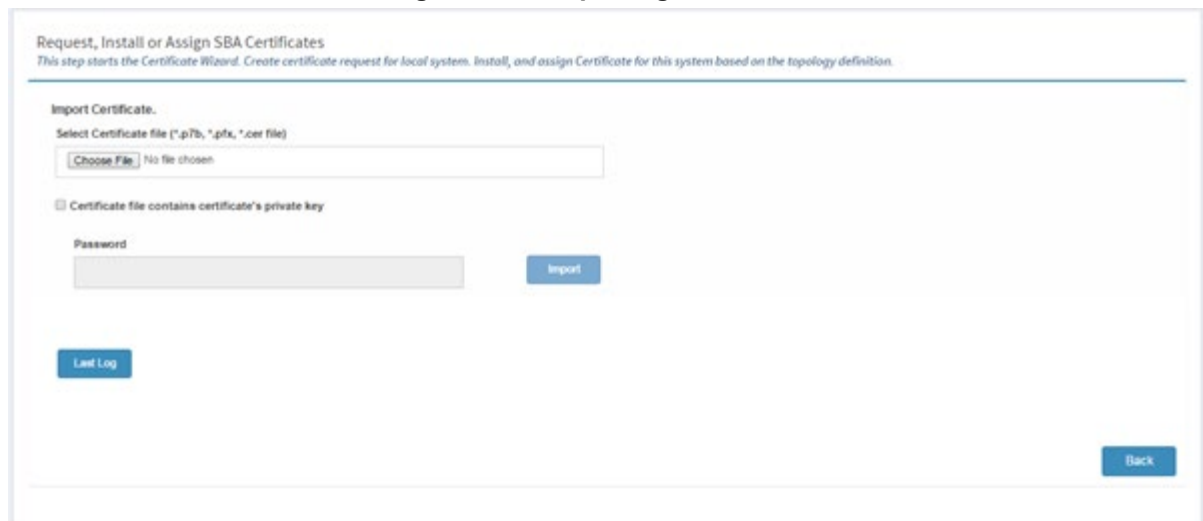 Request, Install or Assign SBA Certificates
This step starts the Certificate Wizard. Create certificate request for local system. Install, and assign Certificate for this system based on the topology definition.
Import Certificate.
Select Certificate file (*.p7b, *.pfx, *.cer file)
Choose File No file chosen
Certificate file contains certificate's private key
Password
Import
Last Log
Back